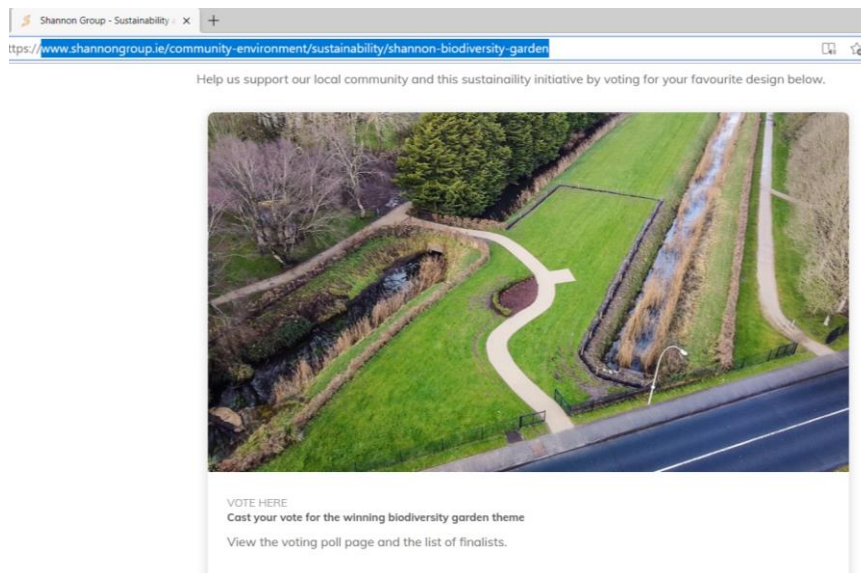 Shannon Group - Sustainability
ttps://www.shannongroup.ie/community-environment/sustainability/shannon-biodiversity-garden
Help us support our local community and this sustainaility initiative by voting for your favourite design below.
VOTE HERE
Cast your vote for the winning biodiversity garden theme
View the voting poll page and the list of finalists.